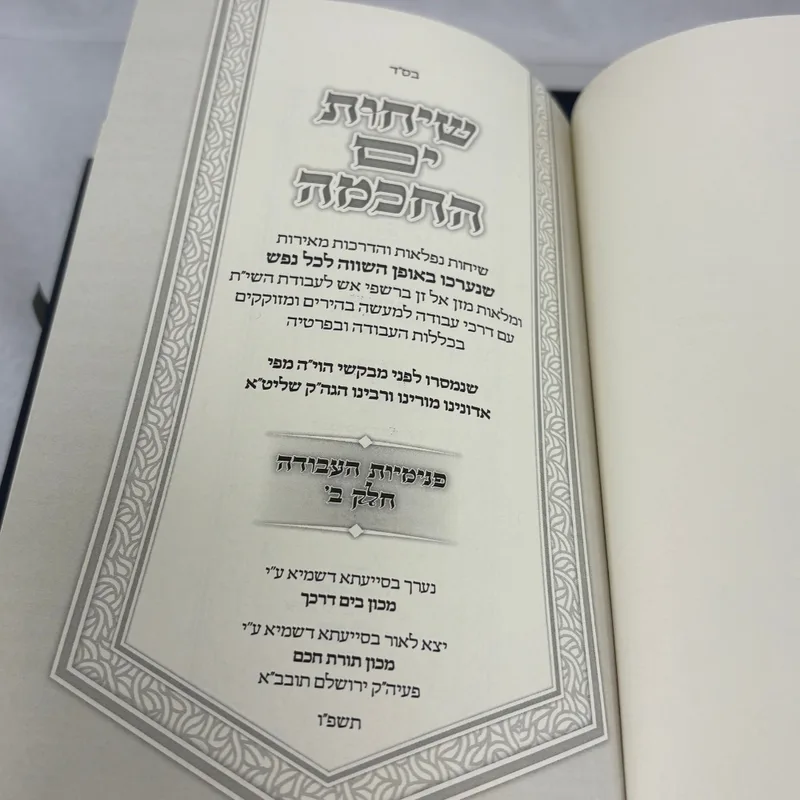 בס"ד
שיחות
ים
החכמה
שיחות נפלאות והדרכות מאירות
שנערכו באופן השווה לכל נפש
ומלאות מזן אל זן ברשפי אש לעבודת השי"ת
עם דרכי עבודה למעשה בהירים ומזוקקים
בכללות העבודה ובפרטיה
שנמסרו לפני מבקשי הוי"ה מפי
אדונינו מורינו ורבינו הגה"ק שליט"א
פנימיות העבודה
חלק ב'
נערך בסייעתא דשמיא ע"י
מכון בים דרכך
יצא לאור בסייעתא דשמיא ע"י
מכון תורת חכם
פעיה"ק ירושלם תובב"א
תשפ"ו